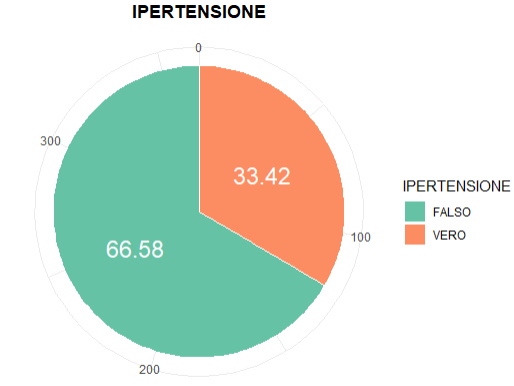 IPERTENSIONE
0
300
33.42
IPERTENSIONE
FALSO
VERO
100
66.58
200